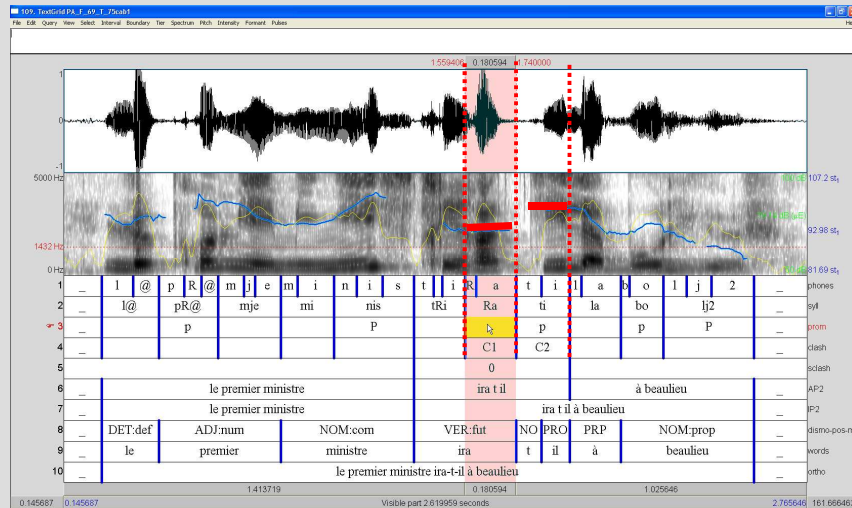 109. TextGrid PA_F_69_T_75cab1
File Edit Query View Select Interval Boundary Tier Spectrum Pitch Intensity Formant Pulses He
1.559406 0.180594 1.740000
1
0
-1
5000 Hz 107.2 st
1432 Hz 92.98 st
0 Hz 81.69 st
1 _ l @ p R @ m j e m i n i s t i R a t i l a b o l j 2 _ phones
2 _ l@ pR@ mje mi nis tRi Ra ti la bo lj2 _ syll
3 _ p P p p P _ prom
4 _ C1 C2 _ clash
5 0 sclash
6 _ le premier ministre ira t il à beaulieu _ AP2
7 _ le premier ministre ira t il à beaulieu _ IP2
8 _ DET:def ADJ:num NOM:com VER:fut NO PRO PRP NOM:prop _ dismo-pos-m
9 _ le premier ministre ira t il à beaulieu _ words
10 le premier ministre ira-t-il à beaulieu ortho
1.413719 0.180594 1.025646
0.145687 0.145687 Visible part 2.619959 seconds 2.765646 161.666462